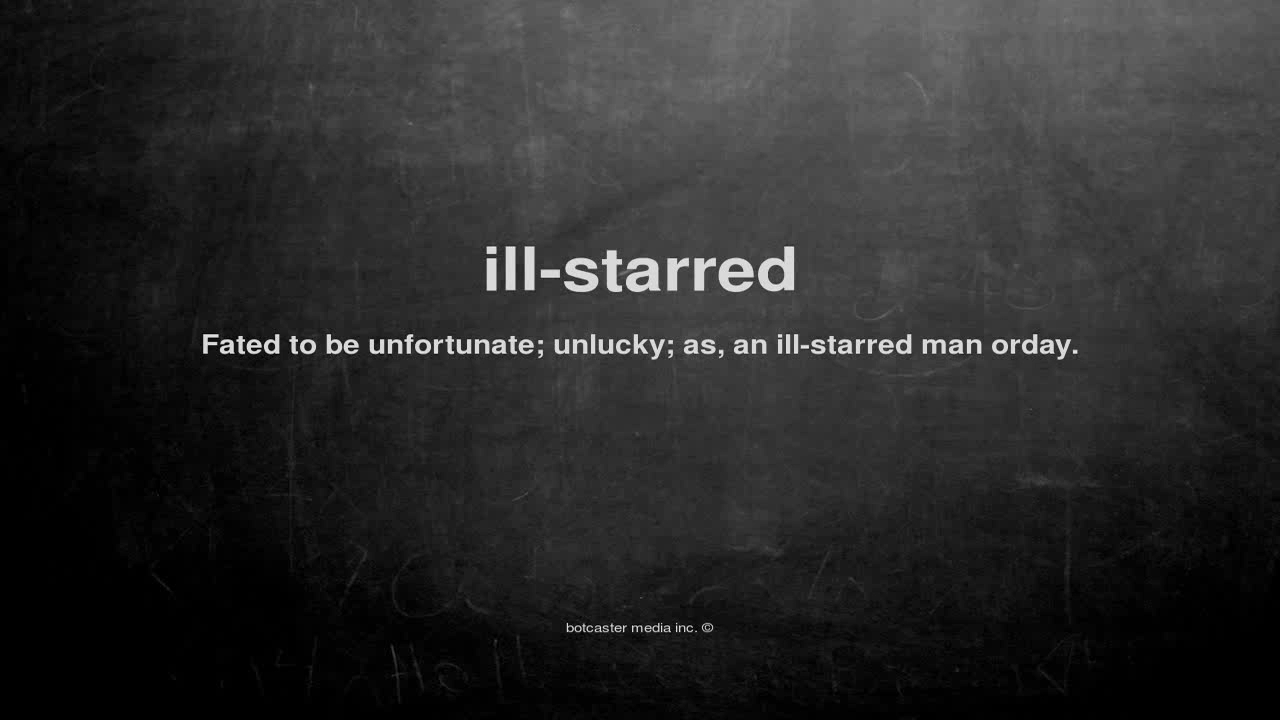 ill-starred
Fated to be unfortunate; unlucky; as, an ill-starred man orday.
botcaster media inc. ©